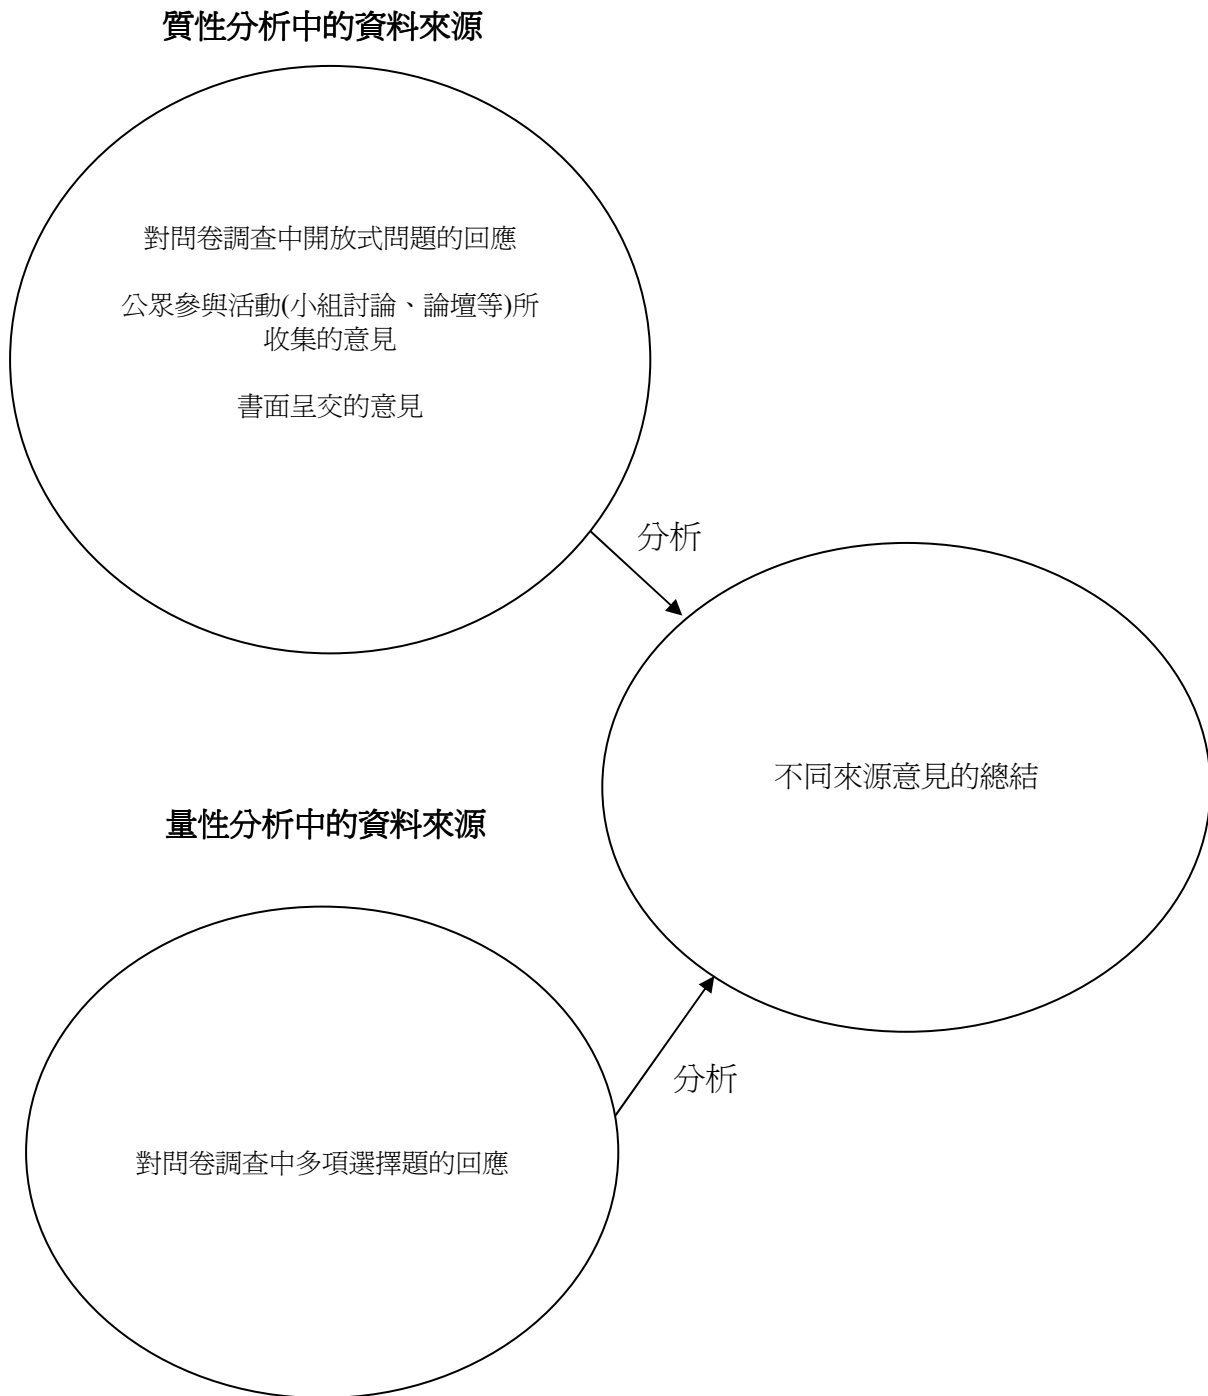 質性分析中的資料來源
對問卷調查中開放式問題的回應
公眾參與活動(小組討論、論壇等)所
收集的意見
書面呈交的意見
分析
不同來源意見的總結
量性分析中的資料來源
分析
對問卷調查中多項選擇題的回應